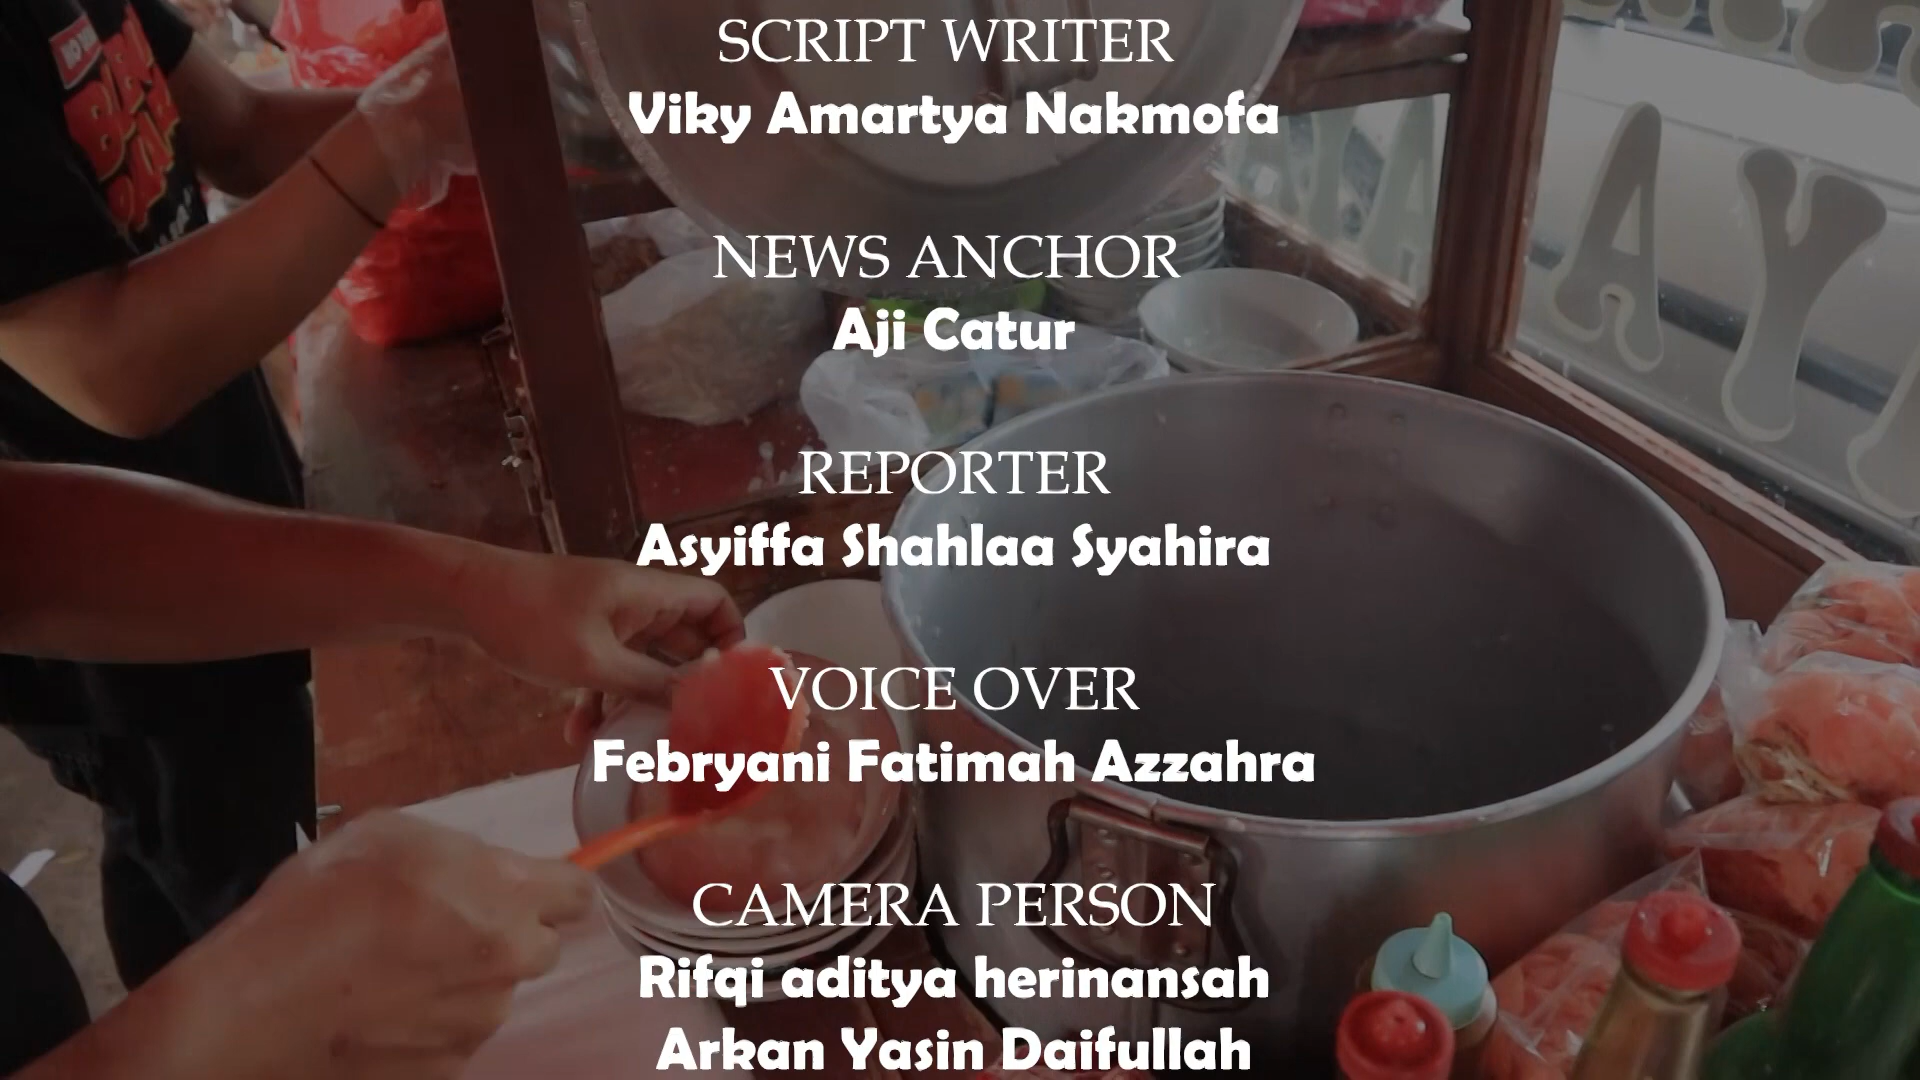 SCRIPT WRITER
Viky Amartya Nakmofa
NEWS ANCHOR
Aji Catur
REPORTER
Asyiffa Shahlaa Syahira
VOICE OVER
Febryani Fatimah Azzahra
CAMERA PERSON
Rifqi aditya herinansah
Arkan Yasin Daifullah